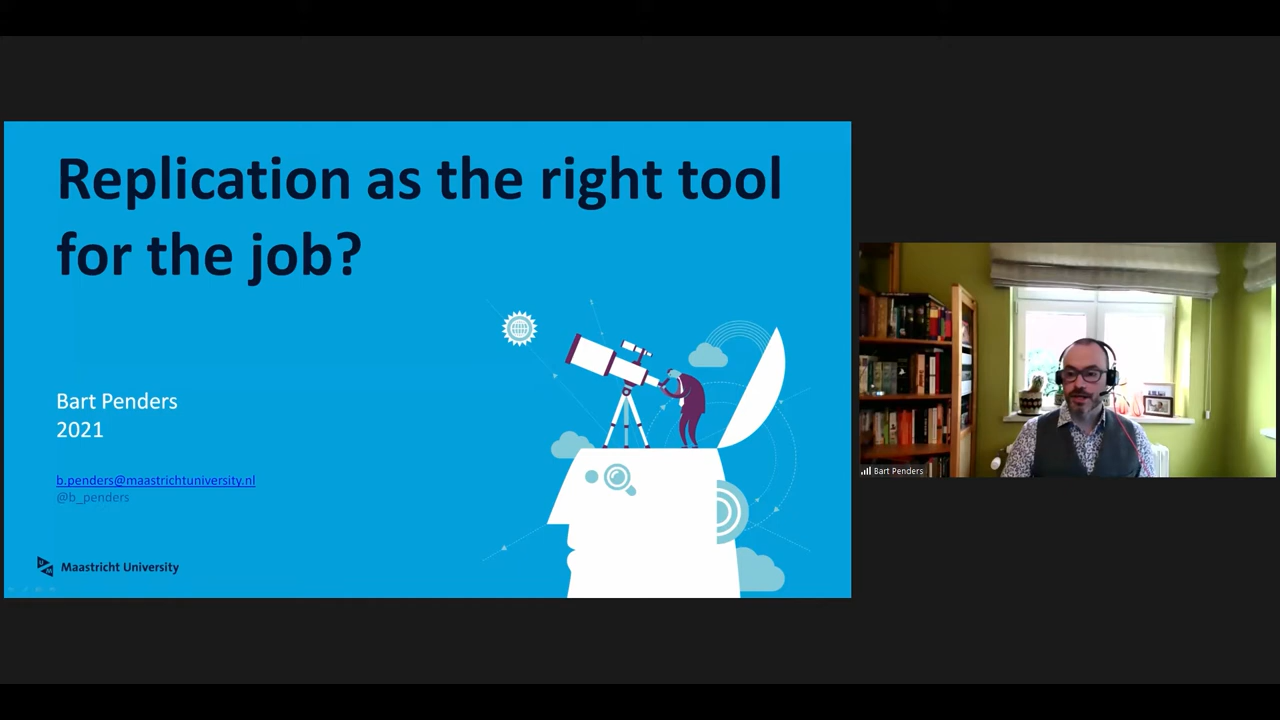 Replication as the right tool
for the job?
Bart Penders
2021
b.penders@maastrichtuniversity.nl
@b_penders
Maastricht University
Bart Penders